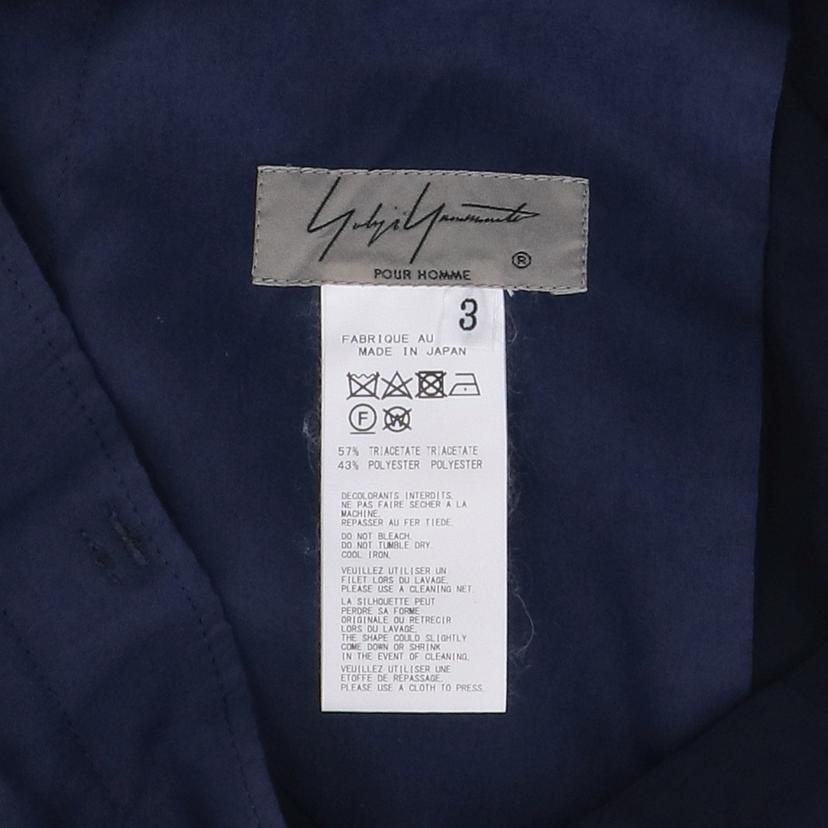 Yohji Yamamoto
®
POUR HOMME
3
FABRIQUE AU
MADE IN JAPAN
F
W
57% TRIACETATE TRIACETATE
43% POLYESTER POLYESTER
DECOLORANTS INTERDITS.
NE PAS FAIRE SECHER A LA
MACHINE.
REPASSER AU FER TIEDE.
DO NOT BLEACH.
DO NOT TUMBLE DRY.
COOL IRON.
VEUILLEZ UTILISER UN
FILET LORS DU LAVAGE.
PLEASE USE A CLEANING NET.
LA SILHOUETTE PEUT
PERDRE SA FORME
ORIGINALE OU RETRECIR
LORS DU LAVAGE.
THE SHAPE COULD SLIGHTLY
COME DOWN OR SHRINK
IN THE EVENT OF CLEANING.
VEUILLEZ UTILISER UNE
ETOFFE DE REPASSAGE.
PLEASE USE A CLOTH TO PRESS.